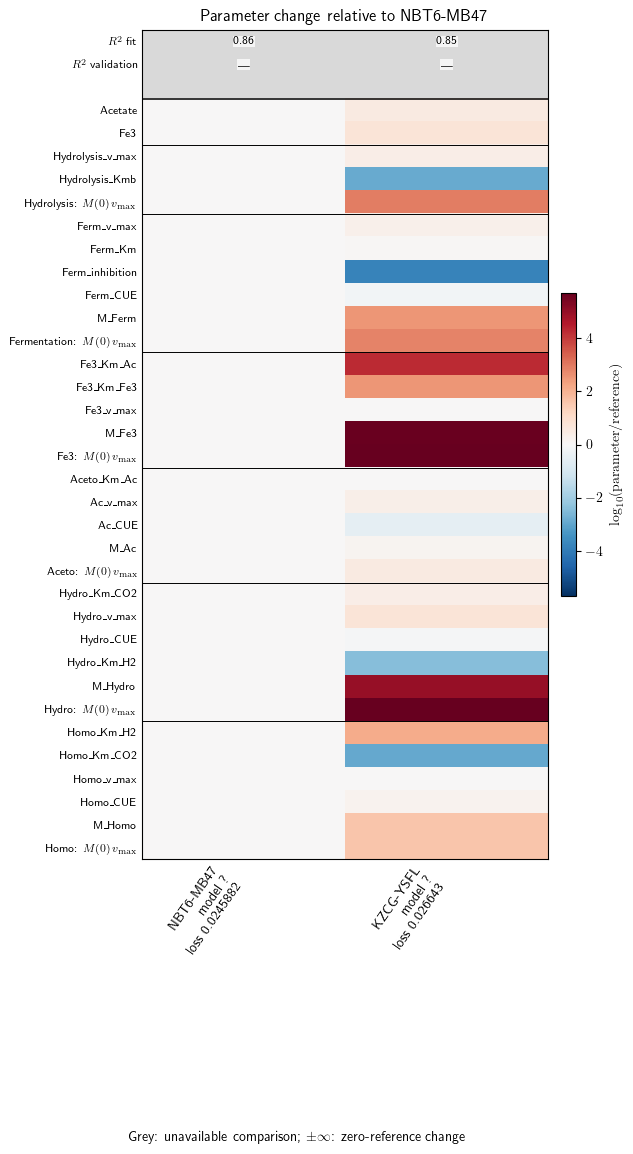 Parameter change relative to NBT6-MB47
R² fit 0.86 0.85
R² validation — —
Acetate
Fe3
Hydrolysis_v_max
Hydrolysis_Kmb
Hydrolysis: M(0) v_max
Ferm_v_max
Ferm_Km
Ferm_inhibition
Ferm_CUE
M_Ferm
Fermentation: M(0) v_max
Fe3_Km_Ac
Fe3_Km_Fe3
Fe3_v_max
M_Fe3
Fe3: M(0) v_max
Aceto_Km_Ac
Ac_v_max
Ac_CUE
M_Ac
Aceto: M(0) v_max
Hydro_Km_CO2
Hydro_v_max
Hydro_CUE
Hydro_Km_H2
M_Hydro
Hydro: M(0) v_max
Homo_Km_H2
Homo_Km_CO2
Homo_v_max
Homo_CUE
M_Homo
Homo: M(0) v_max
4
2
0
−2
−4
log₁₀(parameter/reference)
NBT6-MB47
model ?
loss 0.0245882
KZCG-YSFL
model ?
loss 0.026643
Grey: unavailable comparison; ±∞: zero-reference change